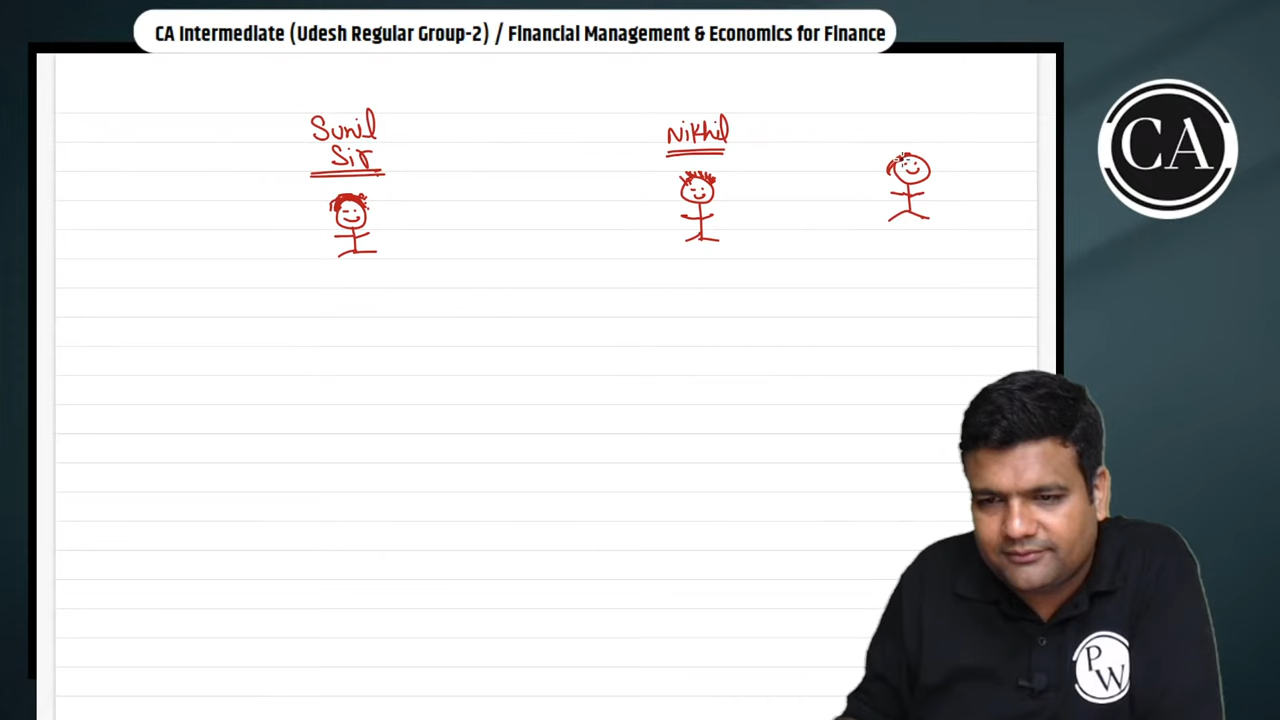 CA Intermediate (Udesh Regular Group-2) / Financial Management & Economics for Finance
Sunil
Sir
Nikhil
CA
PW